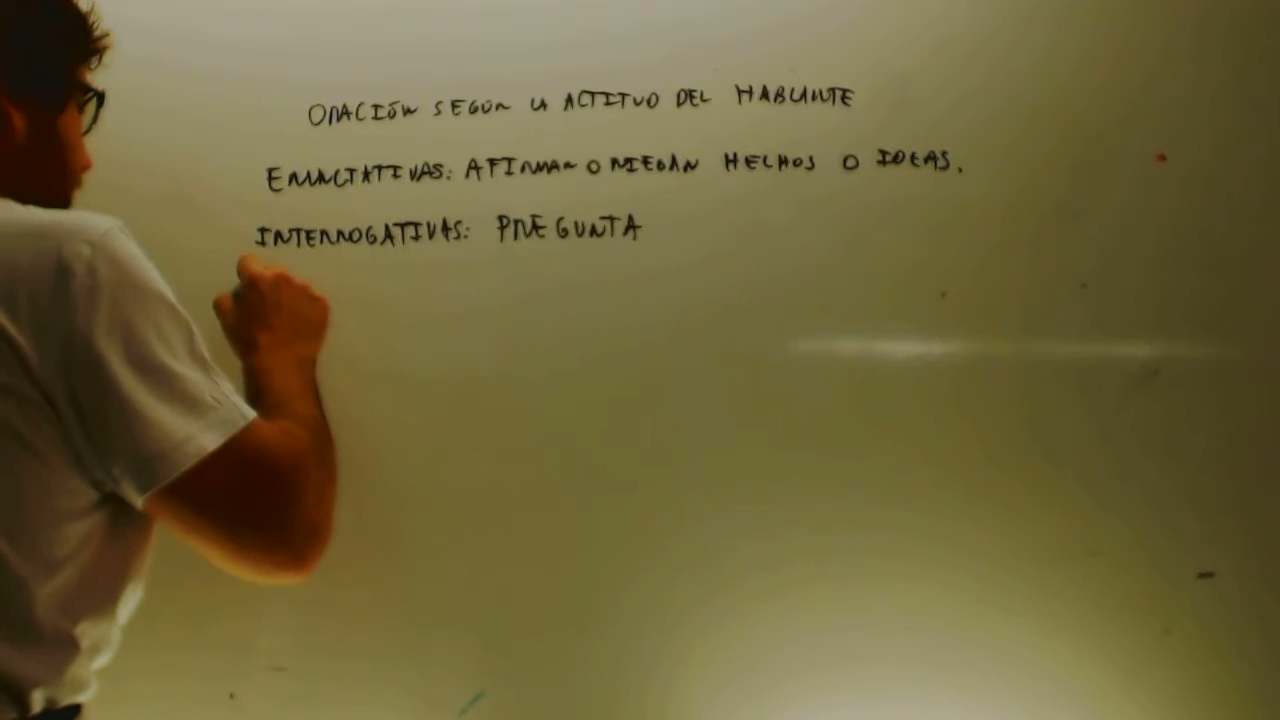 ORACIÓN SEGÚN LA ACTITUD DEL HABLANTE
ENUNCIATIVAS: AFIRMAN O NIEGAN HECHOS O IDEAS.
INTERROGATIVAS: PREGUNTA